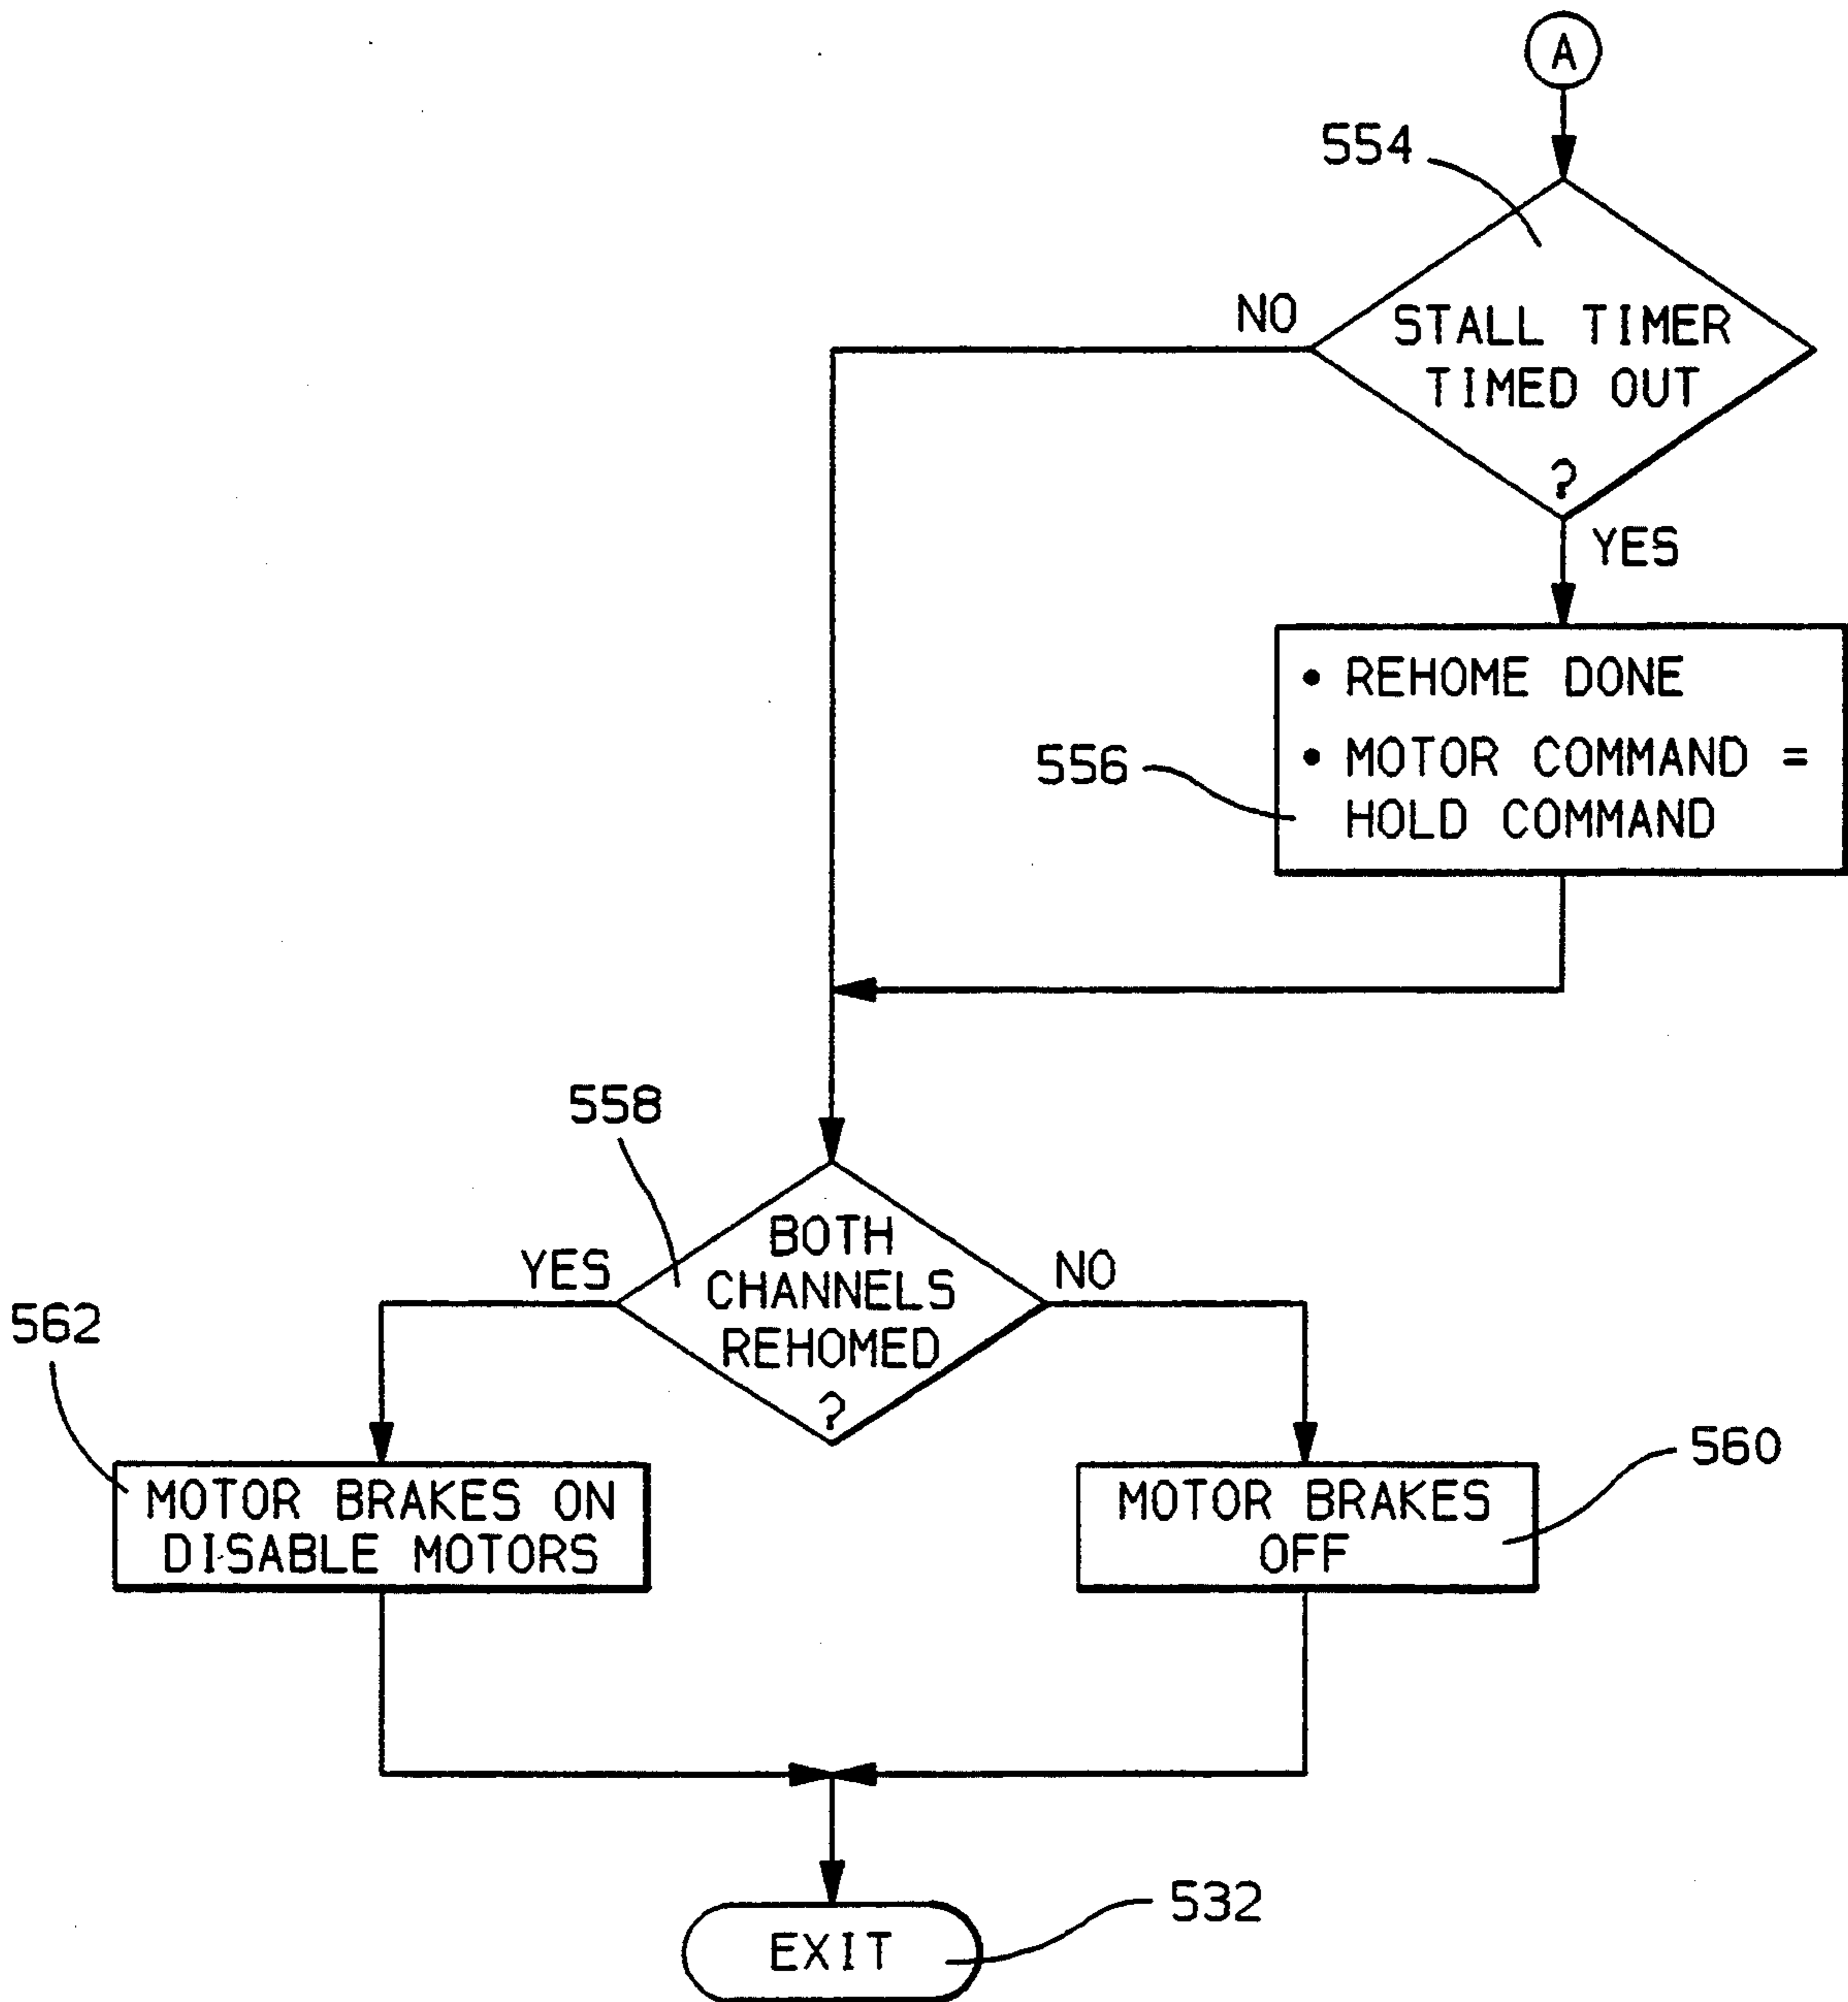 A
554
NO
STALL TIMER
TIMED OUT
?
YES
• REHOME DONE
• MOTOR COMMAND =
HOLD COMMAND
556
558
YES
BOTH
CHANNELS
REHOMED
?
NO
562
MOTOR BRAKES ON
DISABLE MOTORS
MOTOR BRAKES
OFF
560
EXIT
532